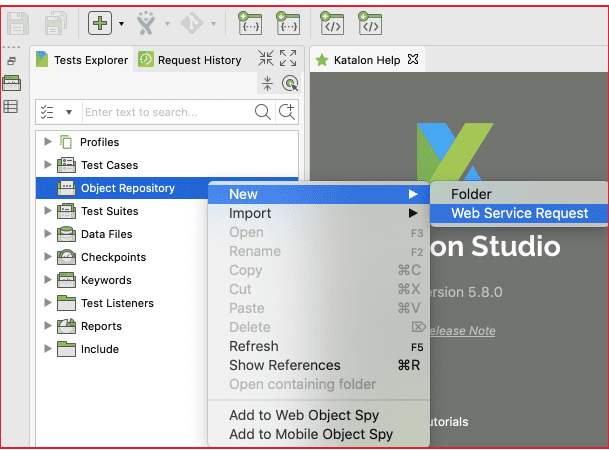 Tests Explorer
Request History
Katalon Help
Enter text to search...
Profiles
Test Cases
Object Repository
Test Suites
Data Files
Checkpoints
Keywords
Test Listeners
Reports
Include
New
Import
Open F3
Rename F2
Copy ⌘C
Cut ⌘X
Paste ⌘V
Delete ⌦
Refresh F5
Show References ⌘R
Open containing folder
Add to Web Object Spy
Add to Mobile Object Spy
Folder
Web Service Request
on Studio
ersion 5.8.0
elease Note
utorials